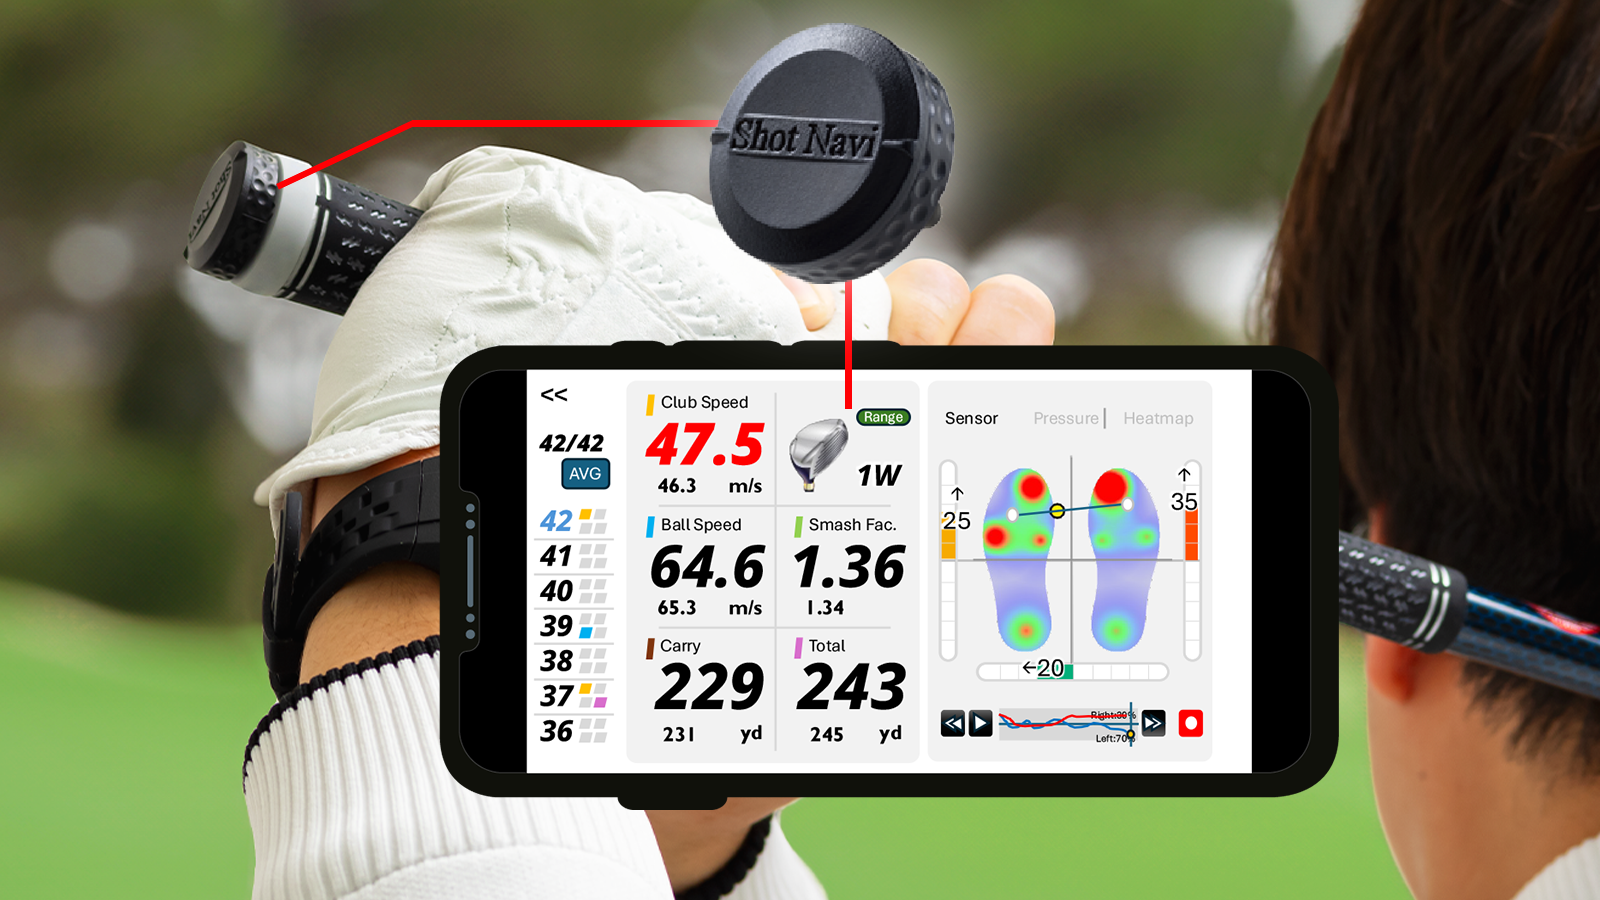 Shot Navi
SHOT NAVI
<<
42/42
AVG
42
41
40
39
38
37
36
Club Speed
47.5
46.3 m/s
Range
1W
Ball Speed
64.6
65.3 m/s
Smash Fac.
1.36
1.34
Carry
229
231 yd
Total
243
245 yd
Sensor Pressure Heatmap
↑
25
↑
35
←20
Right:30%
Left:70%